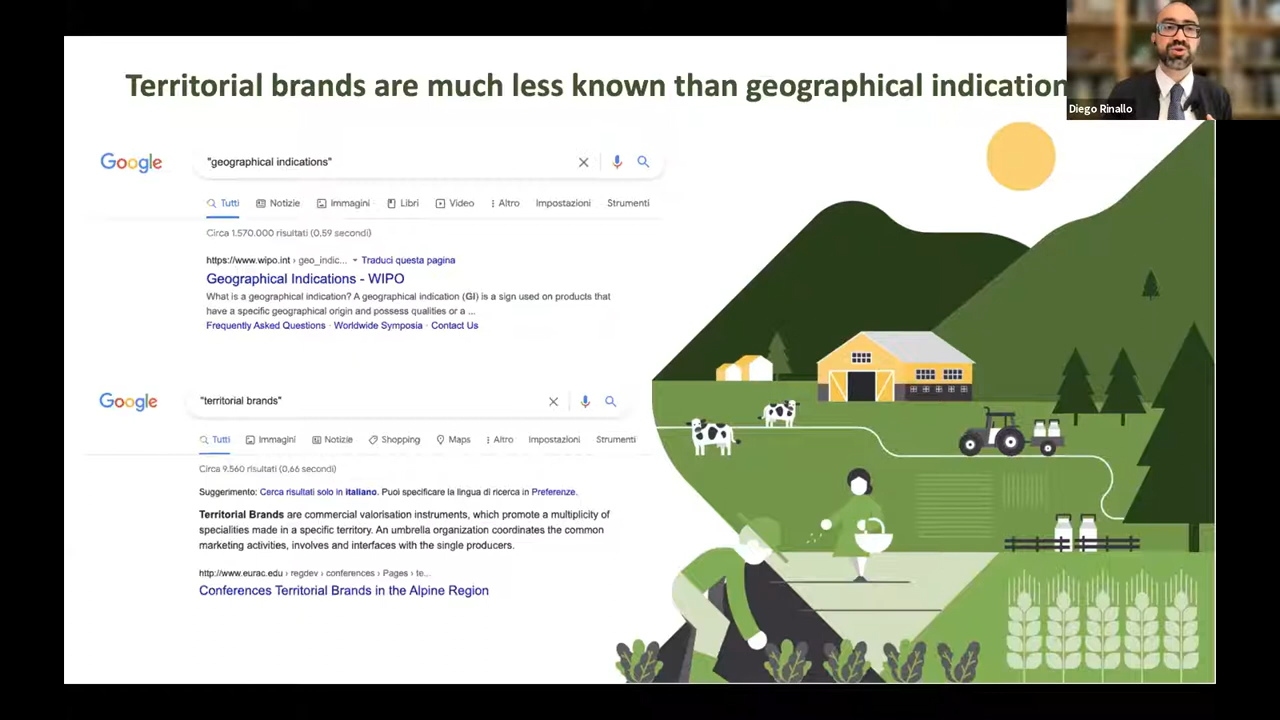 Territorial brands are much less known than geographical indication
Diego Rinallo
Google
"geographical indications"
Tutti Notizie Immagini Libri Video Altro Impostazioni Strumenti
Circa 1.570.000 risultati (0,59 secondi)
https://www.wipo.int › geo_indic... Traduci questa pagina
Geographical Indications - WIPO
What is a geographical indication? A geographical indication (GI) is a sign used on products that
have a specific geographical origin and possess qualities or a ...
Frequently Asked Questions · Worldwide Symposia · Contact Us
Google
"territorial brands"
Tutti Immagini Notizie Shopping Maps Altro Impostazioni Strumenti
Circa 9.560 risultati (0,66 secondi)
Suggerimento: Cerca risultati solo in italiano. Puoi specificare la lingua di ricerca in Preferenze.
Territorial Brands are commercial valorisation instruments, which promote a multiplicity of
specialities made in a specific territory. An umbrella organization coordinates the common
marketing activities, involves and interfaces with the single producers.
http://www.eurac.edu › regdev › conferences › Pages › te...
Conferences Territorial Brands in the Alpine Region